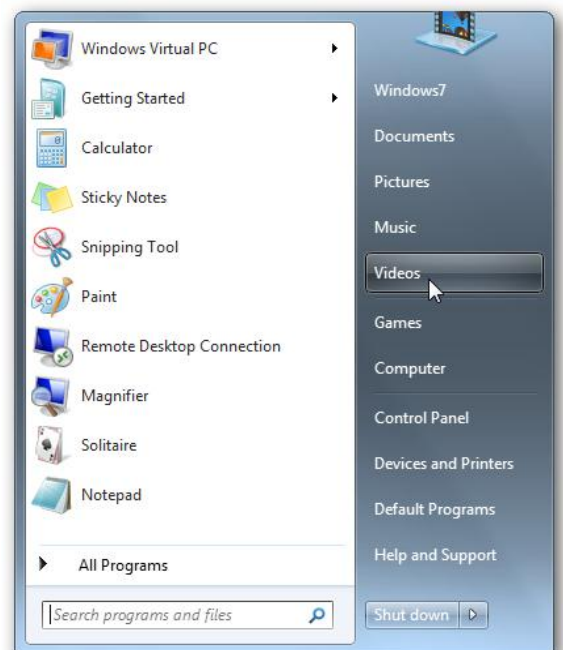 Windows Virtual PC
Getting Started
Calculator
Sticky Notes
Snipping Tool
Paint
Remote Desktop Connection
Magnifier
Solitaire
Notepad
All Programs
Search programs and files
Windows7
Documents
Pictures
Music
Videos
Games
Computer
Control Panel
Devices and Printers
Default Programs
Help and Support
Shut down